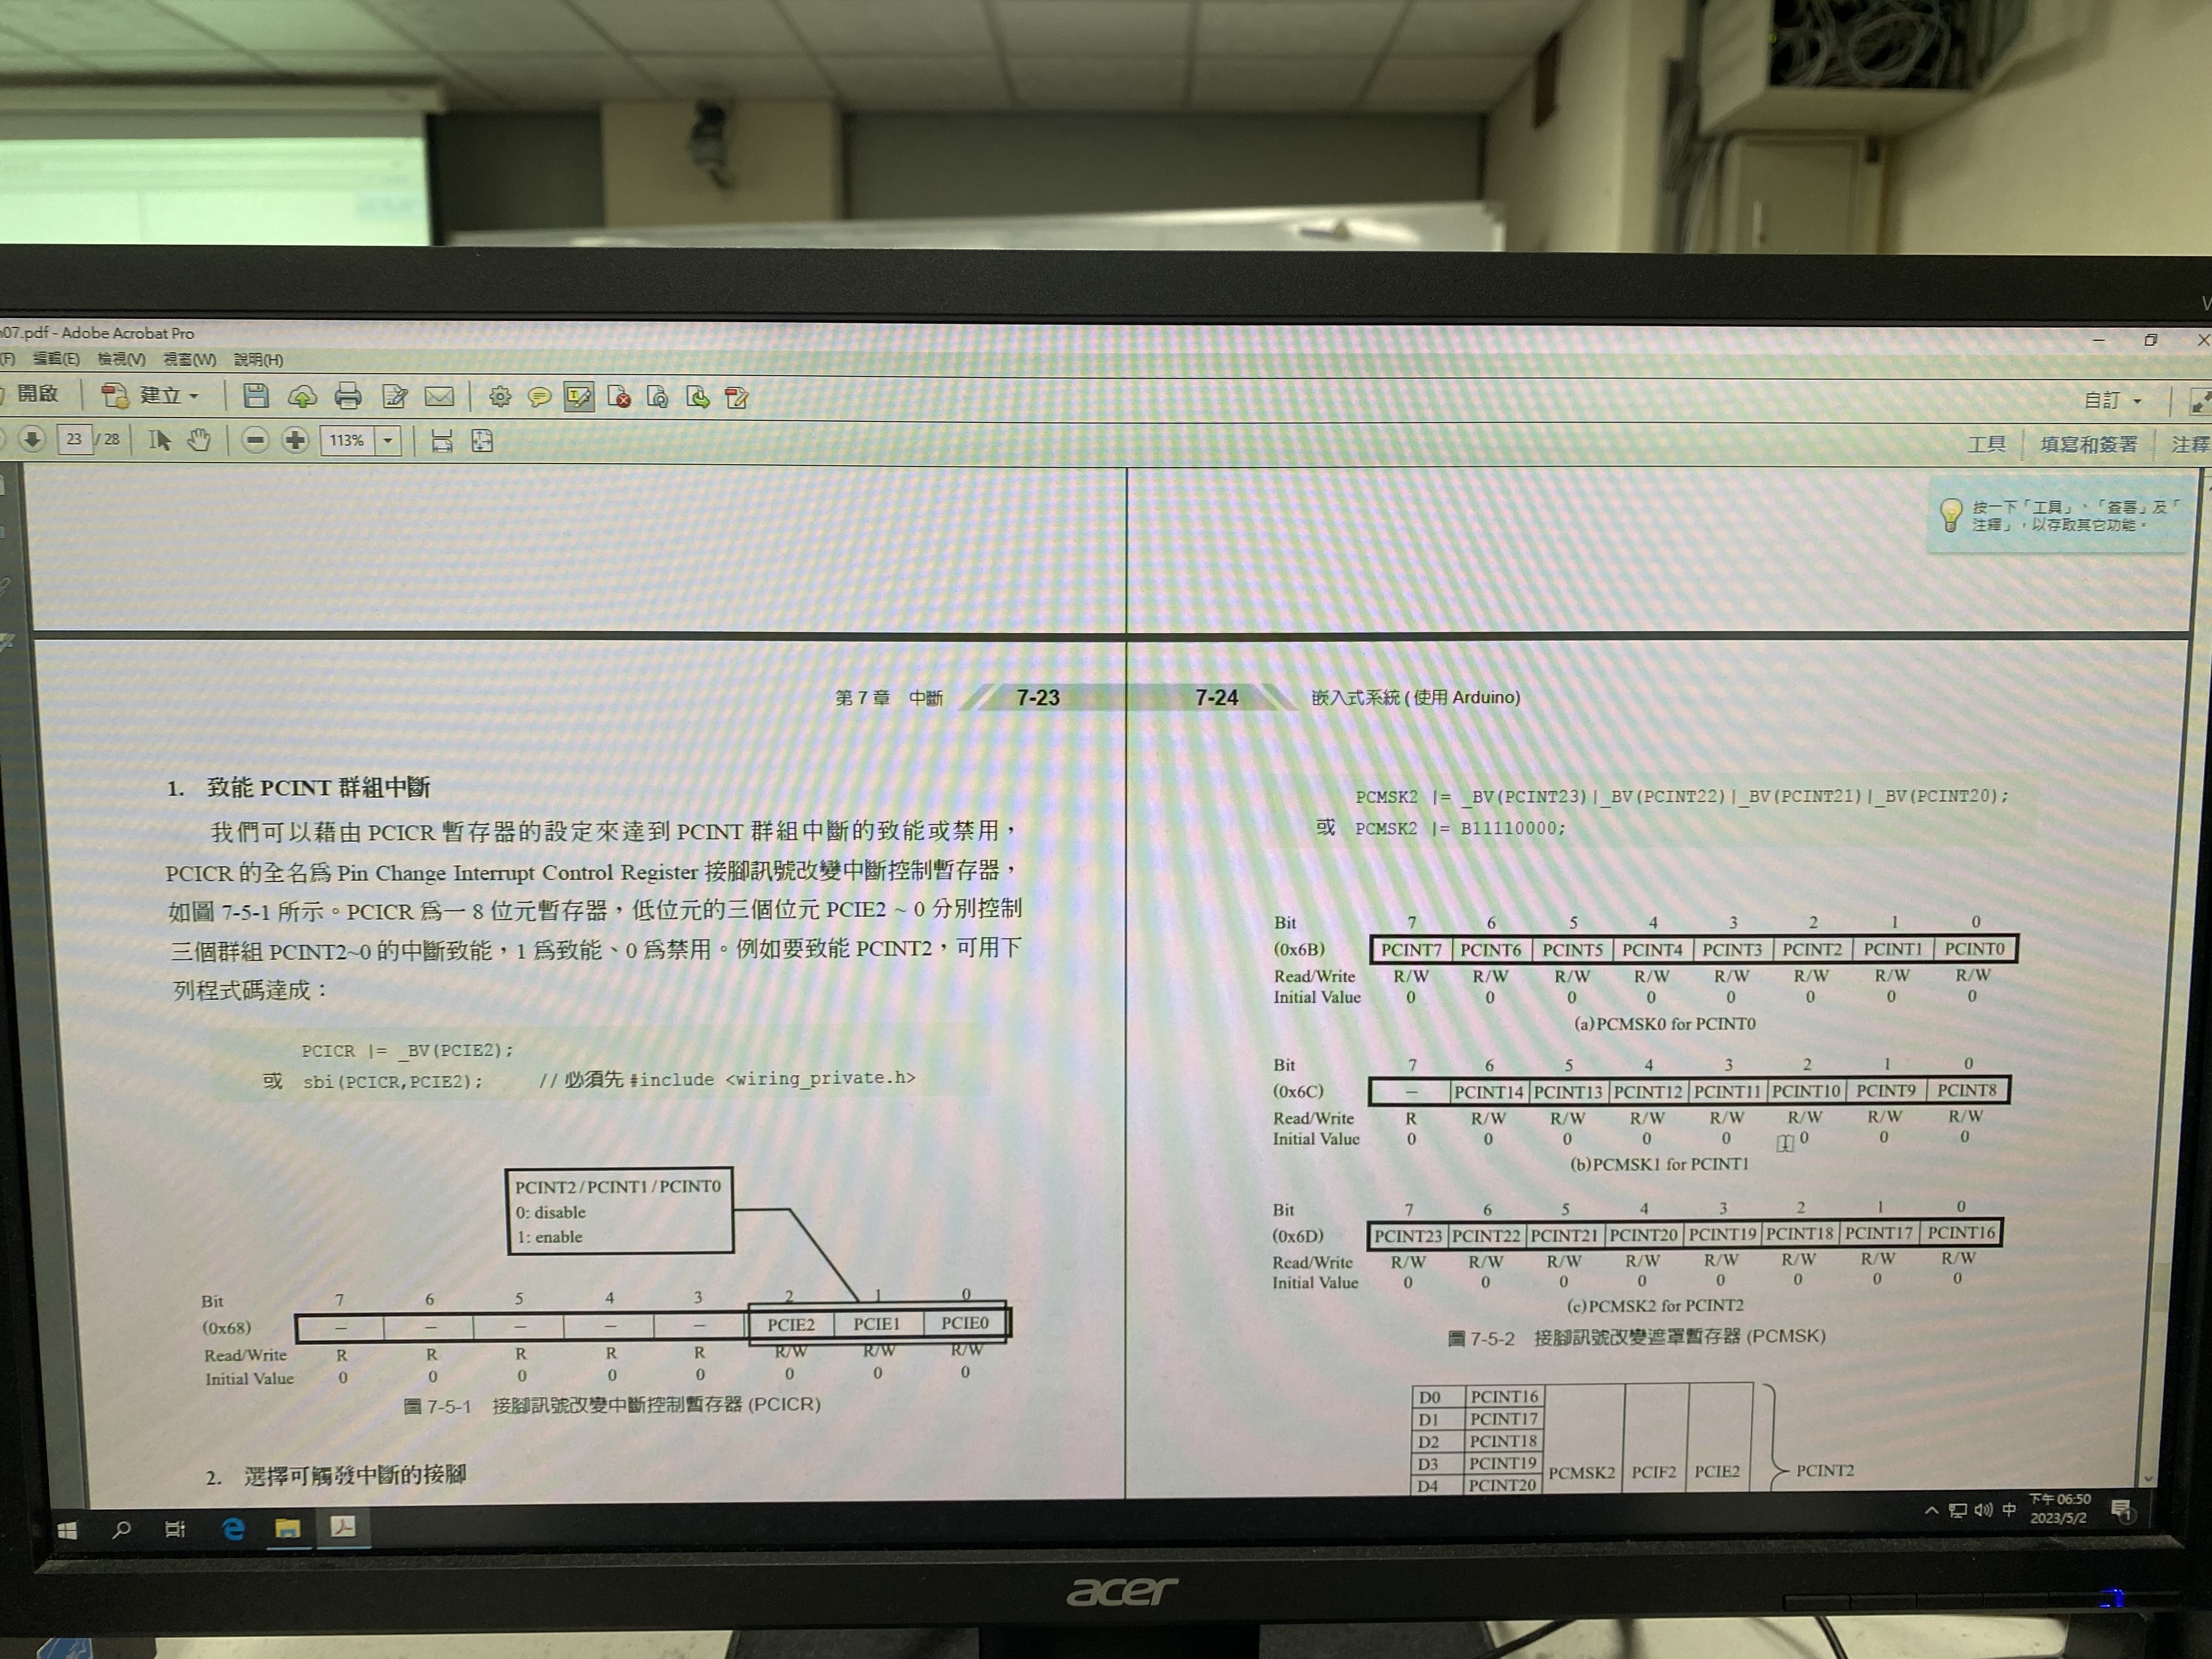 07.pdf - Adobe Acrobat Pro
(F) 編輯(E) 檢視(V) 視窗(W) 說明(H)
開啟 建立 自訂
23 / 28 113% 工具 填寫和簽署 注釋
按一下「工具」、「簽署」及「
注釋」，以存取其它功能。
第 7 章 中斷 7-23
1. 致能 PCINT 群組中斷
我們可以藉由 PCICR 暫存器的設定來達到 PCINT 群組中斷的致能或禁用，
PCICR 的全名為 Pin Change Interrupt Control Register 接腳訊號改變中斷控制暫存器，
如圖 7-5-1 所示。PCICR 為一 8 位元暫存器，低位元的三個位元 PCIE2 ~ 0 分別控制
三個群組 PCINT2~0 的中斷致能，1 為致能、0 為禁用。例如要致能 PCINT2，可用下
列程式碼達成：
PCICR |= _BV(PCIE2);
或 sbi(PCICR,PCIE2); // 必須先 #include <wiring_private.h>
PCINT2/PCINT1/PCINT0
0: disable
1: enable
Bit 7 6 5 4 3 2 1 0
(0x68) – – – – – PCIE2 PCIE1 PCIE0
Read/Write R R R R R R/W R/W R/W
Initial Value 0 0 0 0 0 0 0 0
圖 7-5-1 接腳訊號改變中斷控制暫存器 (PCICR)
2. 選擇可觸發中斷的接腳
7-24 嵌入式系統 ( 使用 Arduino)
PCMSK2 |= _BV(PCINT23)|_BV(PCINT22)|_BV(PCINT21)|_BV(PCINT20);
或 PCMSK2 |= B11110000;
Bit 7 6 5 4 3 2 1 0
(0x6B) PCINT7 PCINT6 PCINT5 PCINT4 PCINT3 PCINT2 PCINT1 PCINT0
Read/Write R/W R/W R/W R/W R/W R/W R/W R/W
Initial Value 0 0 0 0 0 0 0 0
(a)PCMSK0 for PCINT0
Bit 7 6 5 4 3 2 1 0
(0x6C) – PCINT14 PCINT13 PCINT12 PCINT11 PCINT10 PCINT9 PCINT8
Read/Write R R/W R/W R/W R/W R/W R/W R/W
Initial Value 0 0 0 0 0 0 0 0
(b)PCMSK1 for PCINT1
Bit 7 6 5 4 3 2 1 0
(0x6D) PCINT23 PCINT22 PCINT21 PCINT20 PCINT19 PCINT18 PCINT17 PCINT16
Read/Write R/W R/W R/W R/W R/W R/W R/W R/W
Initial Value 0 0 0 0 0 0 0 0
(c)PCMSK2 for PCINT2
圖 7-5-2 接腳訊號改變遮罩暫存器 (PCMSK)
D0 PCINT16
D1 PCINT17
D2 PCINT18
D3 PCINT19
PCMSK2 PCIF2 PCIE2 PCINT2
D4 PCINT20
中 下午 06:50
2023/5/2
1
acer